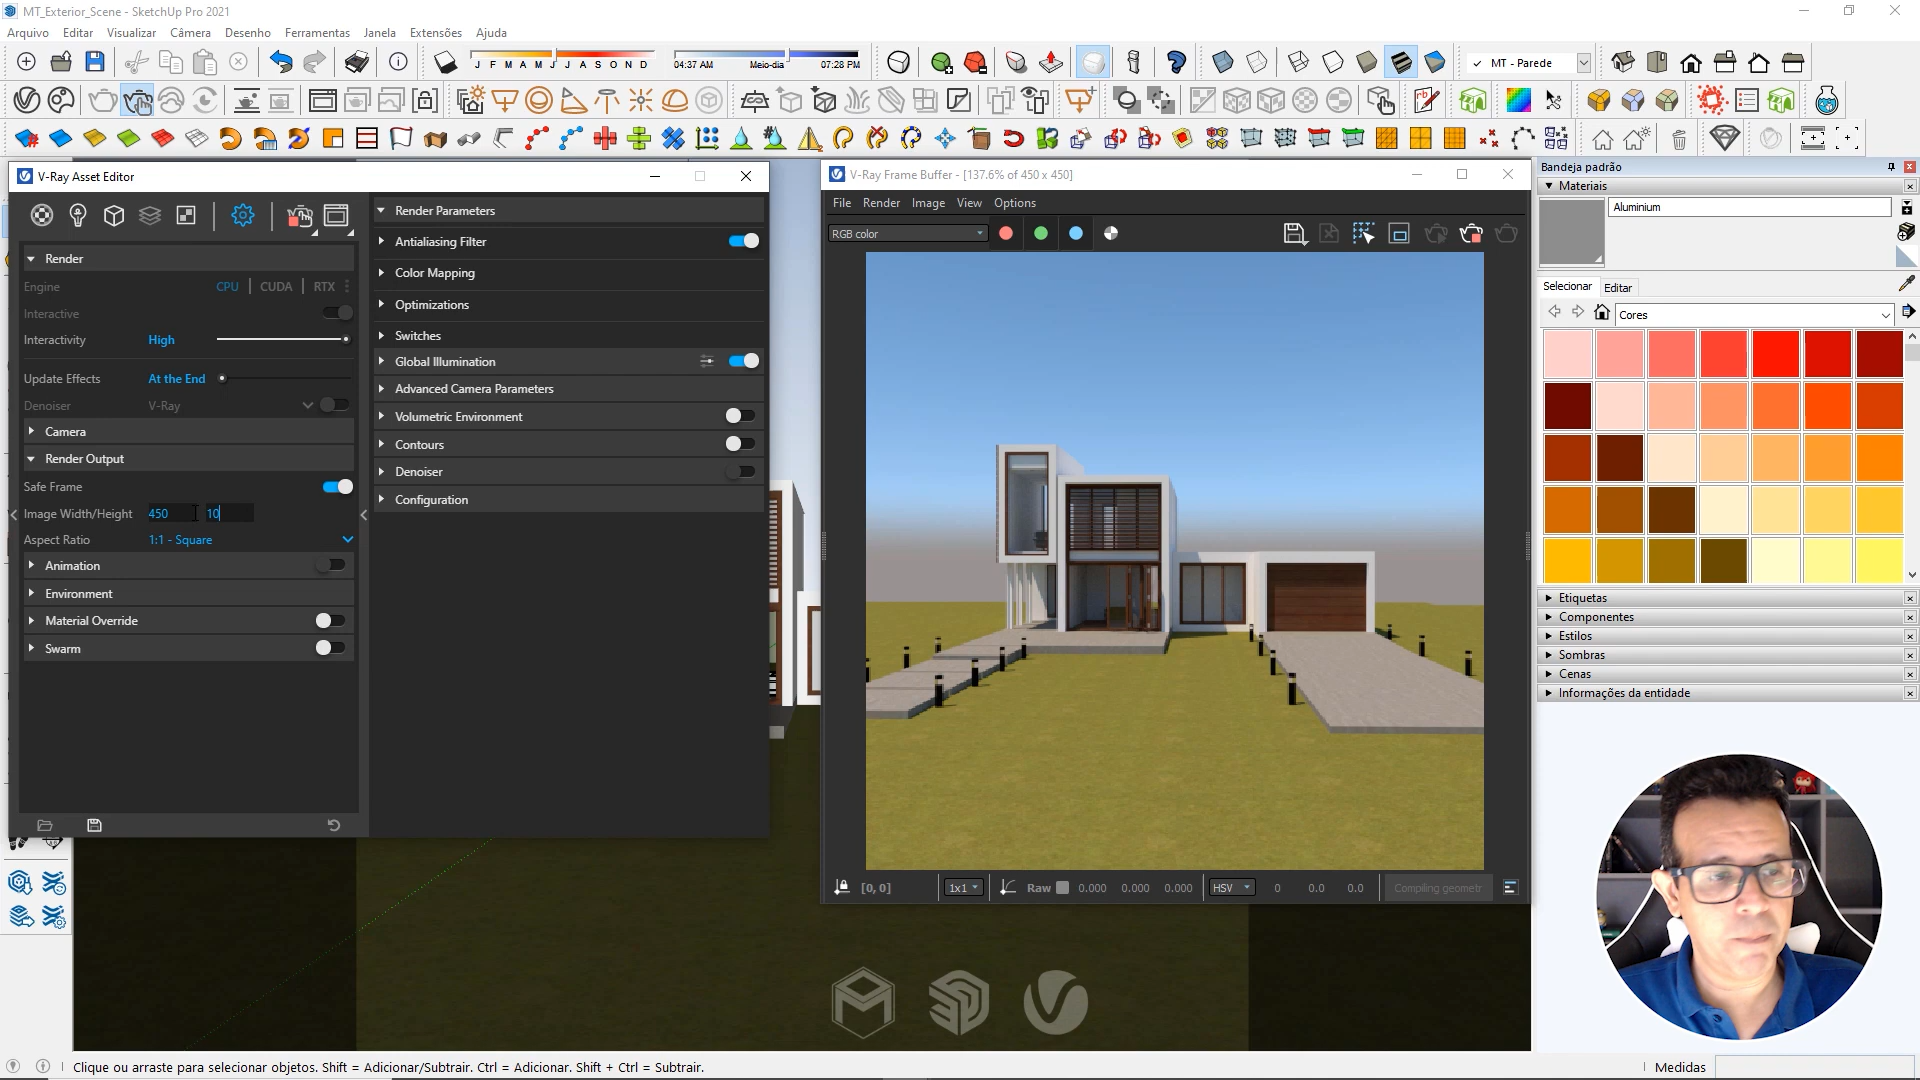 MT_Exterior_Scene - SketchUp Pro 2021
Arquivo Editar Visualizar Câmera Desenho Ferramentas Janela Extensões Ajuda
J F M A M J J A S O N D
04:37 AM Meio-dia 07:28 PM
MT - Parede
V-Ray Asset Editor
Render
Engine CPU CUDA RTX
Interactive
Interactivity High
Update Effects At the End
Denoiser V-Ray
Camera
Render Output
Safe Frame
Image Width/Height 450 10
Aspect Ratio 1:1 - Square
Animation
Environment
Material Override
Swarm
Render Parameters
Antialiasing Filter
Color Mapping
Optimizations
Switches
Global Illumination
Advanced Camera Parameters
Volumetric Environment
Contours
Denoiser
Configuration
V-Ray Frame Buffer - [137.6% of 450 x 450]
File Render Image View Options
RGB color
[0, 0] 1x1 Raw 0.000 0.000 0.000 HSV 0 0.0 0.0 Compiling geometr
Bandeja padrão
Materiais
Aluminium
Selecionar Editar
Cores
Etiquetas
Componentes
Estilos
Sombras
Cenas
Informações da entidade
Clique ou arraste para selecionar objetos. Shift = Adicionar/Subtrair. Ctrl = Adicionar. Shift + Ctrl = Subtrair.
Medidas